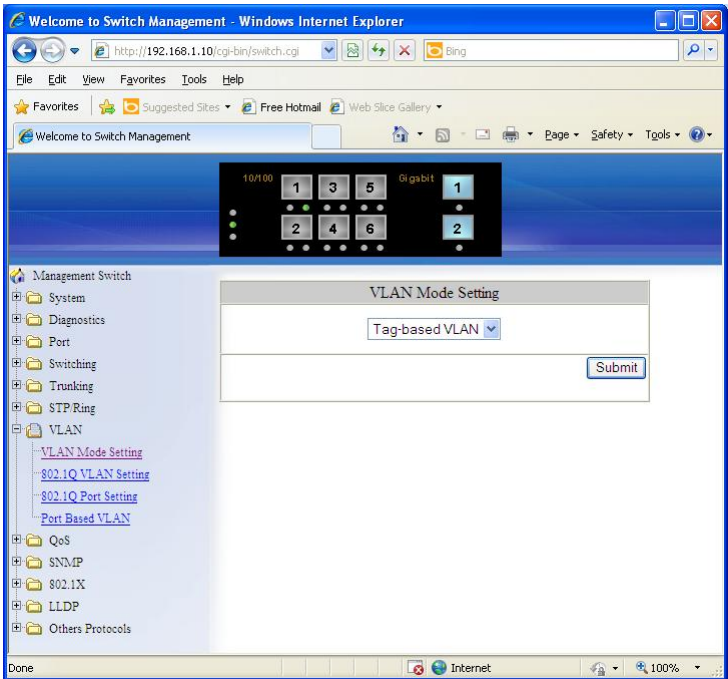 Welcome to Switch Management - Windows Internet Explorer
http://192.168.1.10/cgi-bin/switch.cgi
Bing
File Edit View Favorites Tools Help
Favorites Suggested Sites Free Hotmail Web Slice Gallery
Welcome to Switch Management
Page Safety Tools
10/100 1 3 5 Gigabit 1
2 4 6 2
Management Switch
System
Diagnostics
Port
Switching
Trunking
STP/Ring
VLAN
VLAN Mode Setting
802.1Q VLAN Setting
802.1Q Port Setting
Port Based VLAN
QoS
SNMP
802.1X
LLDP
Others Protocols
VLAN Mode Setting
Tag-based VLAN
Submit
Done Internet 100%